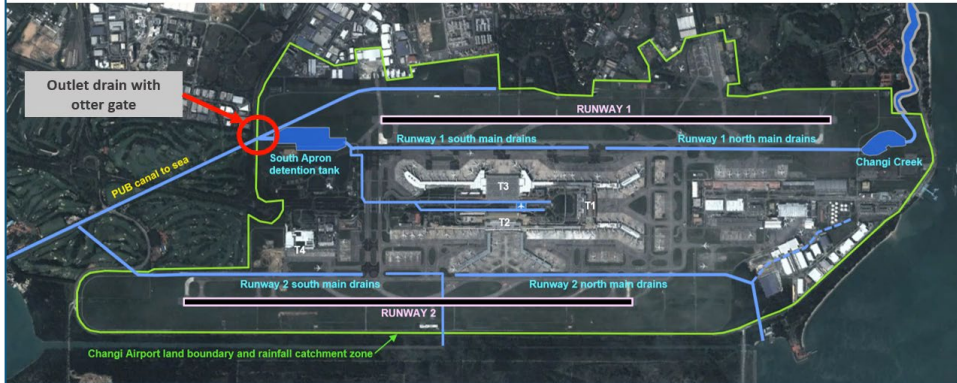 Outlet drain with
otter gate
RUNWAY 1
Runway 1 south main drains
Runway 1 north main drains
South Apron
detention tank
Changi Creek
PUB canal to sea
T3
T1
T2
T4
Runway 2 south main drains
Runway 2 north main drains
RUNWAY 2
Changi Airport land boundary and rainfall catchment zone